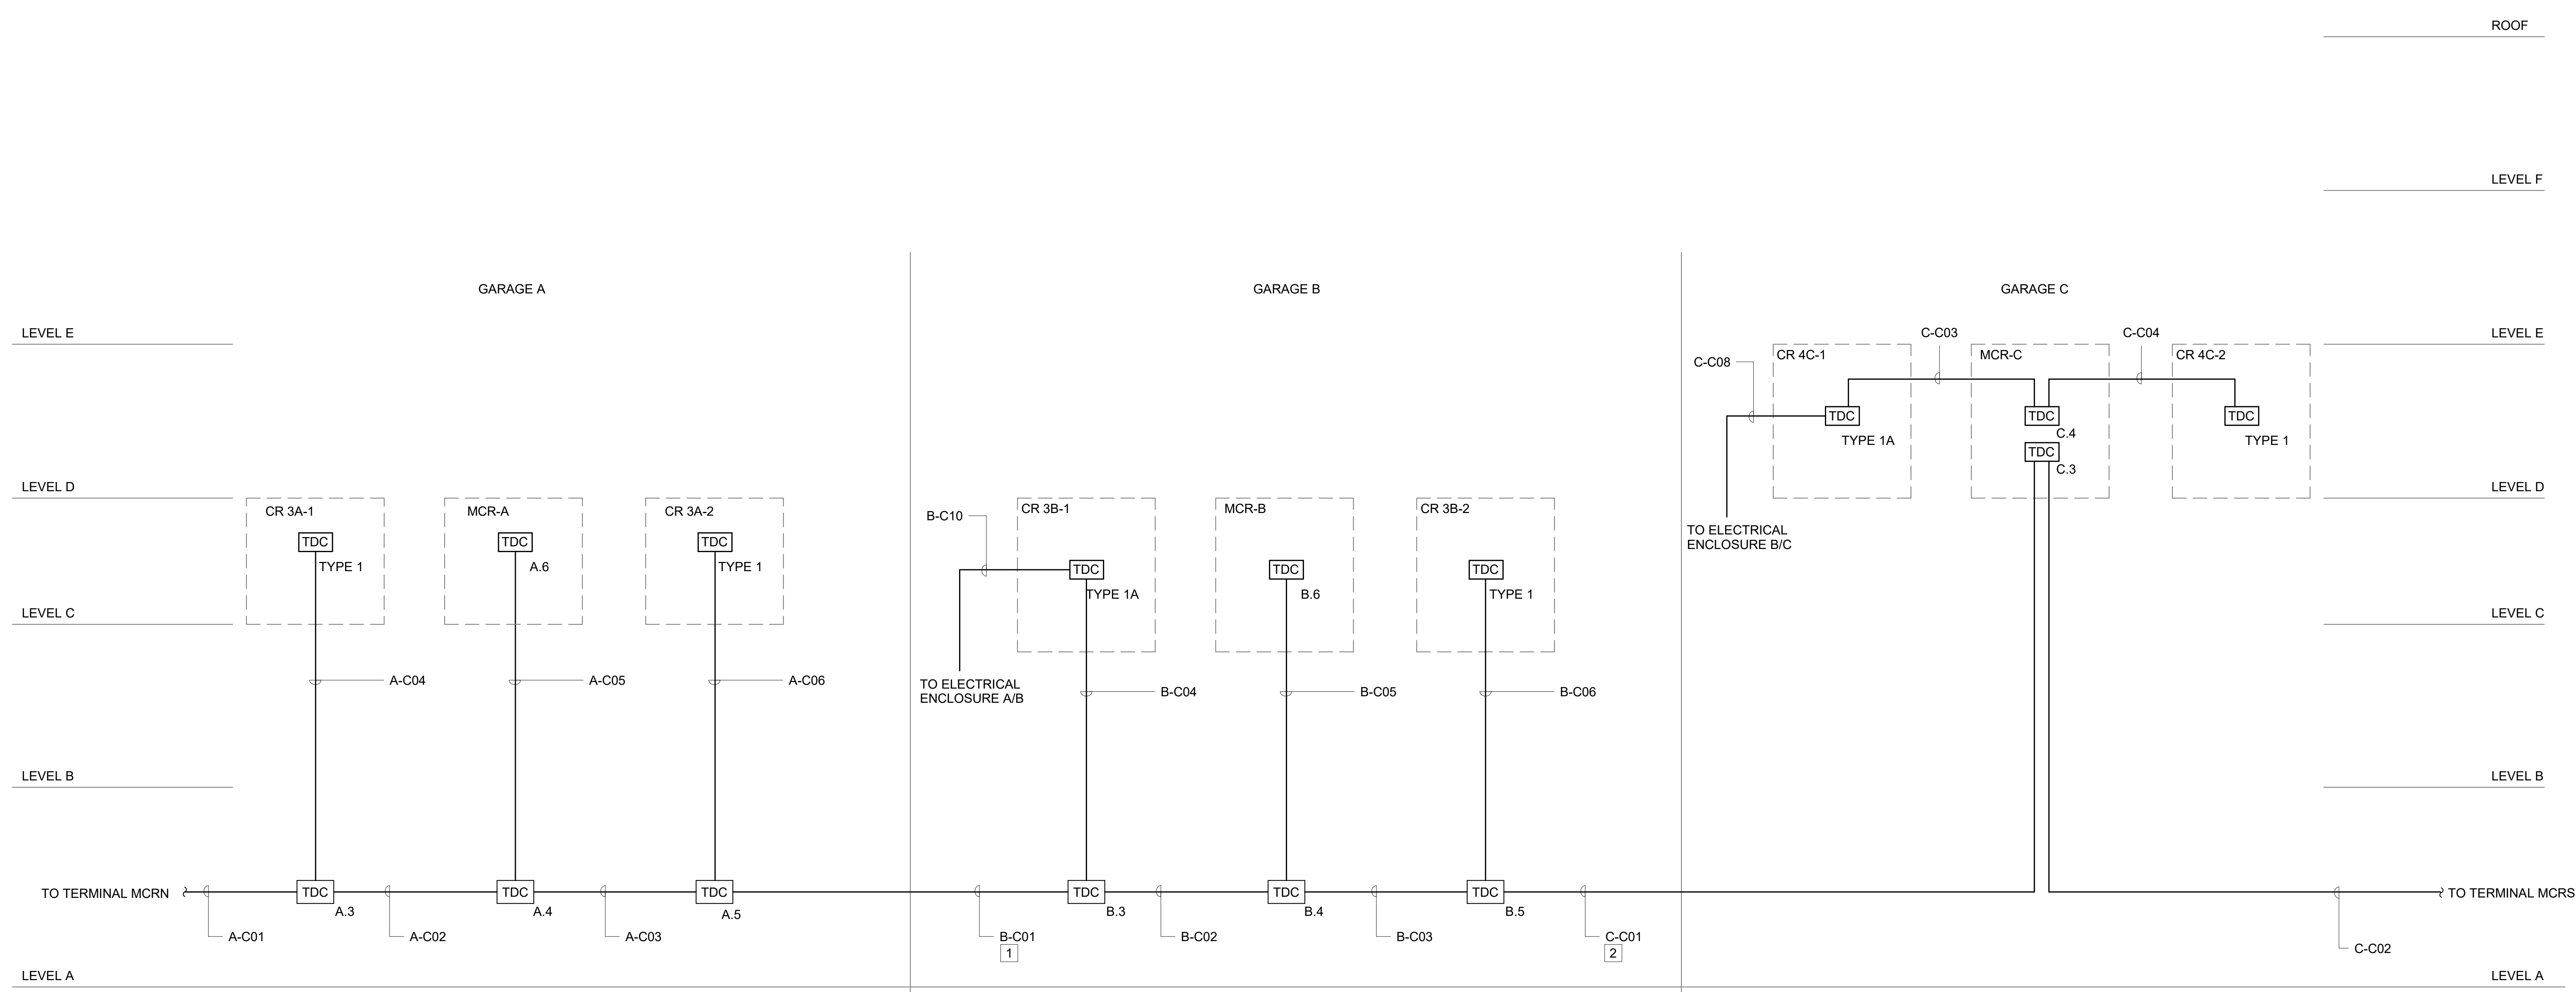 ROOF
LEVEL F
GARAGE A
GARAGE B
GARAGE C
LEVEL E
C-C03
C-C04
LEVEL E
CR 4C-1
MCR-C
CR 4C-2
C-C08
TDC
TDC
TDC
C.4
TYPE 1A
TYPE 1
TDC
C.3
LEVEL D
LEVEL D
CR 3A-1
MCR-A
CR 3A-2
CR 3B-1
MCR-B
CR 3B-2
B-C10
TO ELECTRICAL
ENCLOSURE B/C
TDC
TDC
TDC
TYPE 1
A.6
TYPE 1
TDC
TDC
TDC
TYPE 1A
B.6
TYPE 1
LEVEL C
LEVEL C
A-C04
A-C05
A-C06
TO ELECTRICAL
ENCLOSURE A/B
B-C04
B-C05
B-C06
LEVEL B
LEVEL B
TO TERMINAL MCRN
TDC
TDC
TDC
TDC
TDC
TDC
TO TERMINAL MCRS
A.3
A.4
A.5
B.3
B.4
B.5
A-C01
A-C02
A-C03
B-C01
B-C02
B-C03
C-C01
1
2
C-C02
LEVEL A
LEVEL A